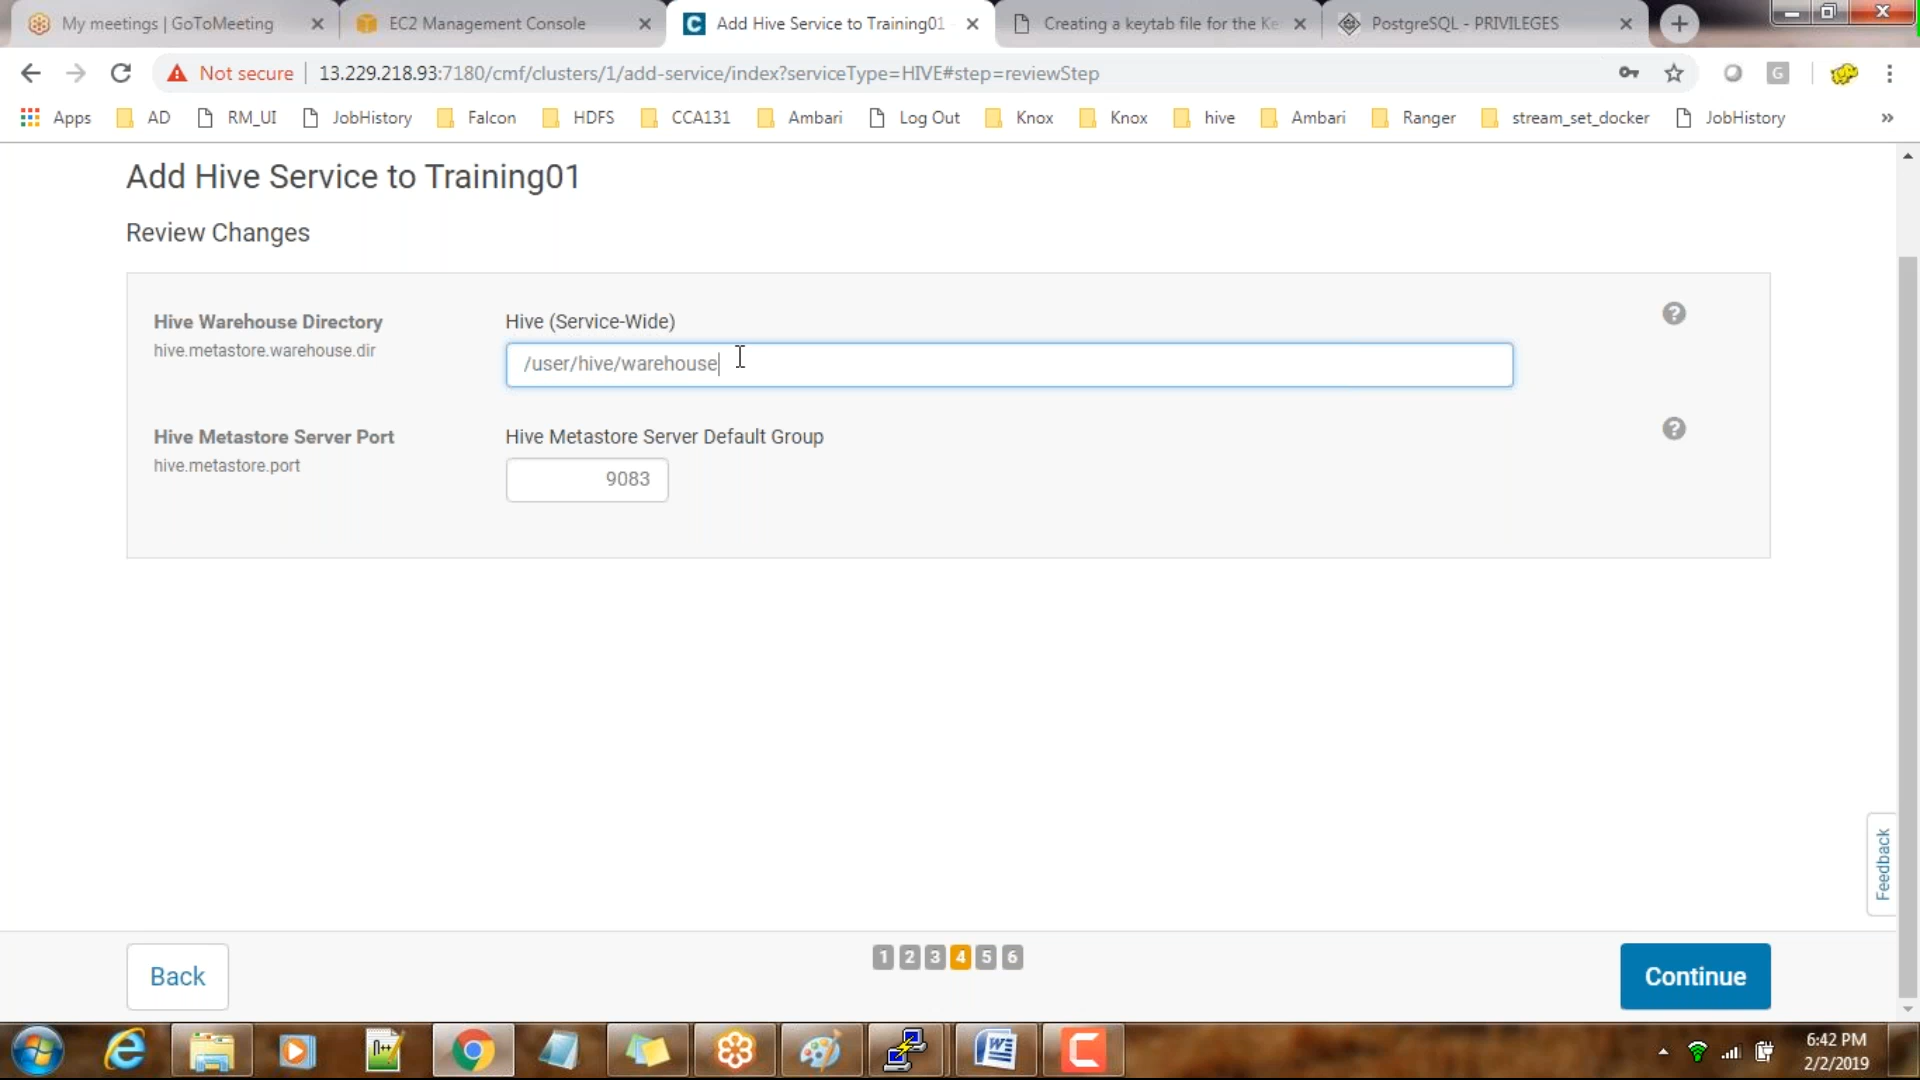 My meetings | GoToMeeting
EC2 Management Console
Add Hive Service to Training01
Creating a keytab file for the Ke
PostgreSQL - PRIVILEGES
Not secure
13.229.218.93:7180/cmf/clusters/1/add-service/index?serviceType=HIVE#step=reviewStep
Apps AD RM_UI JobHistory Falcon HDFS CCA131 Ambari Log Out Knox Knox hive Ambari Ranger stream_set_docker JobHistory »
Add Hive Service to Training01
Review Changes
Hive Warehouse Directory
hive.metastore.warehouse.dir
Hive (Service-Wide)
/user/hive/warehouse
Hive Metastore Server Port
hive.metastore.port
Hive Metastore Server Default Group
9083
Feedback
Back
1 2 3 4 5 6
Continue
6:42 PM
2/2/2019